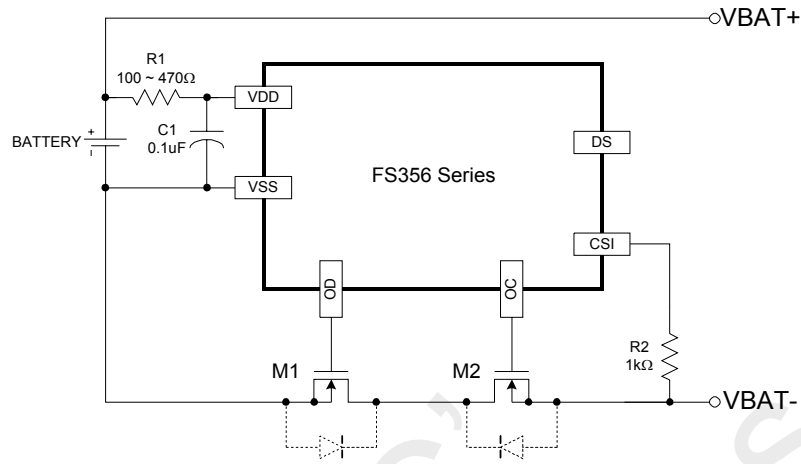 VBAT+
R1
100 ~ 470Ω
VDD
C1
0.1uF
BATTERY
+
-
DS
VSS
FS356 Series
CSI
OD
OC
R2
1kΩ
M1
M2
VBAT-